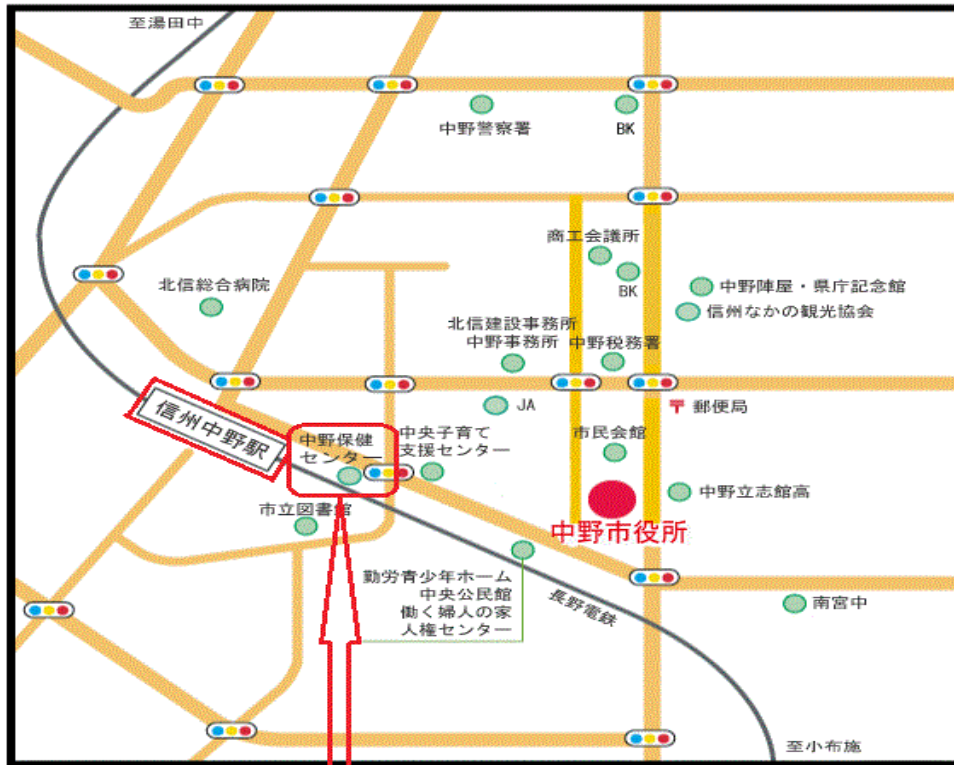 至湯田中
中野警察署
BK
商工会議所
BK
北信総合病院
中野陣屋・県庁記念館
信州なかの観光協会
北信建設事務所
中野事務所
中野税務署
JA
〒 郵便局
信州中野駅
中野保健
センター
中央子育て
支援センター
市民会館
中野立志館高
市立図書館
中野市役所
勤労青少年ホーム
中央公民館
働く婦人の家
人権センター
長野電鉄
南宮中
至小布施